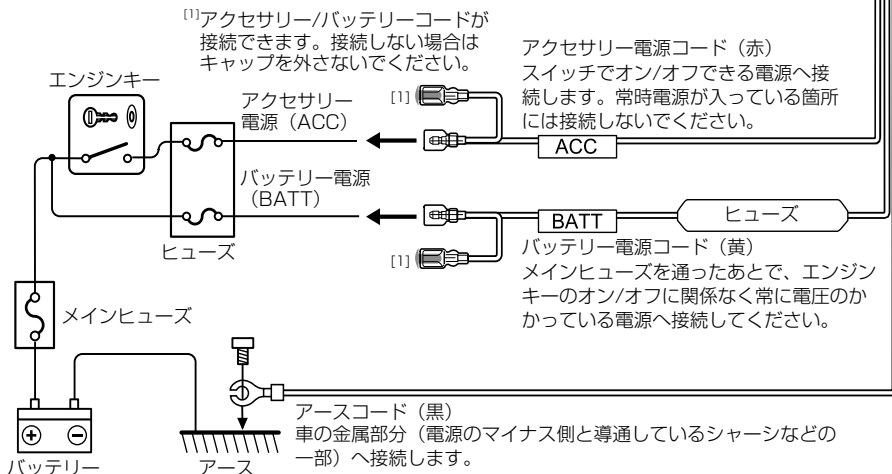 [1]アクセサリー/バッテリーコードが
接続できます。接続しない場合は
キャップを外さないでください。
エンジンキー
アクセサリー
電源（ACC）
[1]
アクセサリー電源コード（赤）
スイッチでオン/オフできる電源へ接
続します。常時電源が入っている箇所
には接続しないでください。
ACC
バッテリー電源
（BATT）
ヒューズ
BATT
ヒューズ
[1]
バッテリー電源コード（黄）
メインヒューズを通ったあとで、エンジン
キーのオン/オフに関係なく常に電圧のか
かっている電源へ接続してください。
メインヒューズ
アースコード（黒）
車の金属部分（電源のマイナス側と導通しているシャーシなどの
一部）へ接続します。
バッテリー
アース